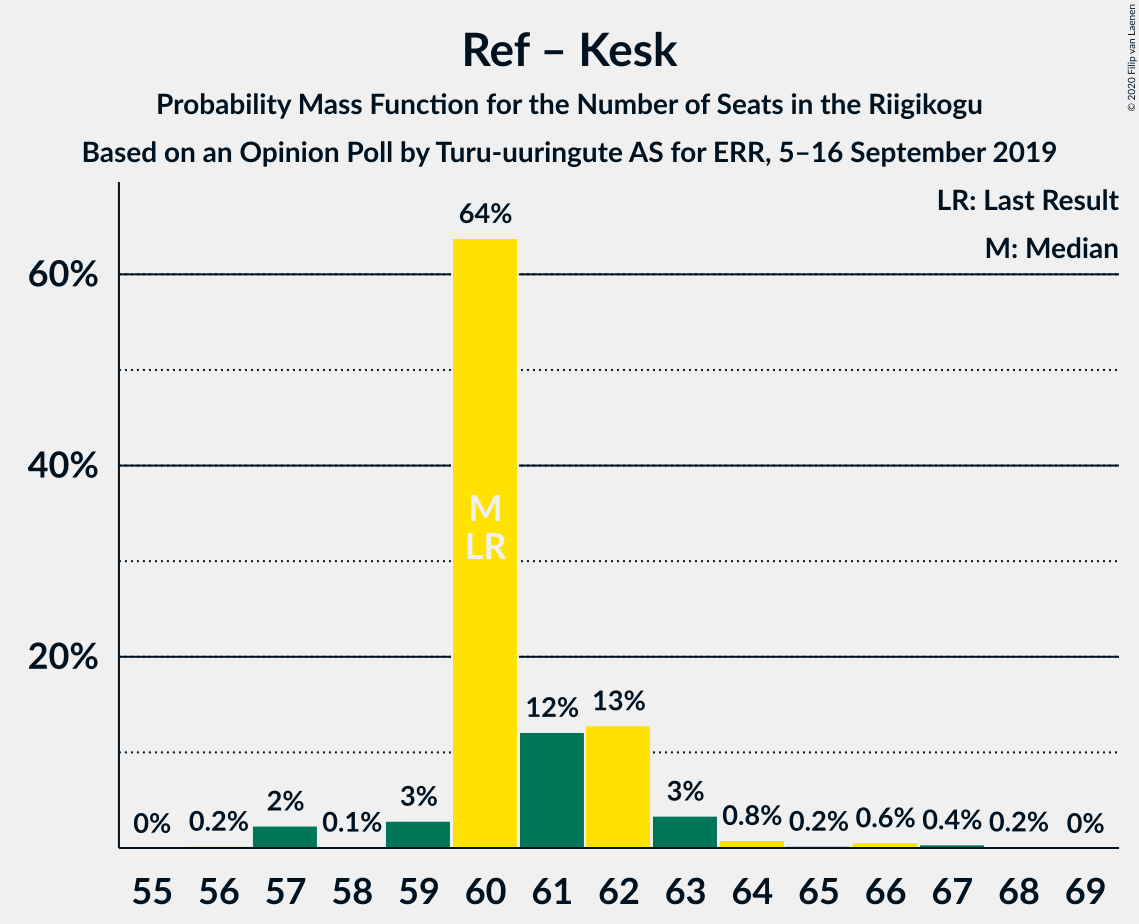 Ref – Kesk
Probability Mass Function for the Number of Seats in the Riigikogu
Based on an Opinion Poll by Turu-uuringute AS for ERR, 5–16 September 2019
© 2020 Filip van Laenen
LR: Last Result
M: Median
60%
40%
20%
0%
0.2%
2%
0.1%
3%
64%
M
LR
12%
13%
3%
0.8%
0.2%
0.6%
0.4%
0.2%
0%
55 56 57 58 59 60 61 62 63 64 65 66 67 68 69